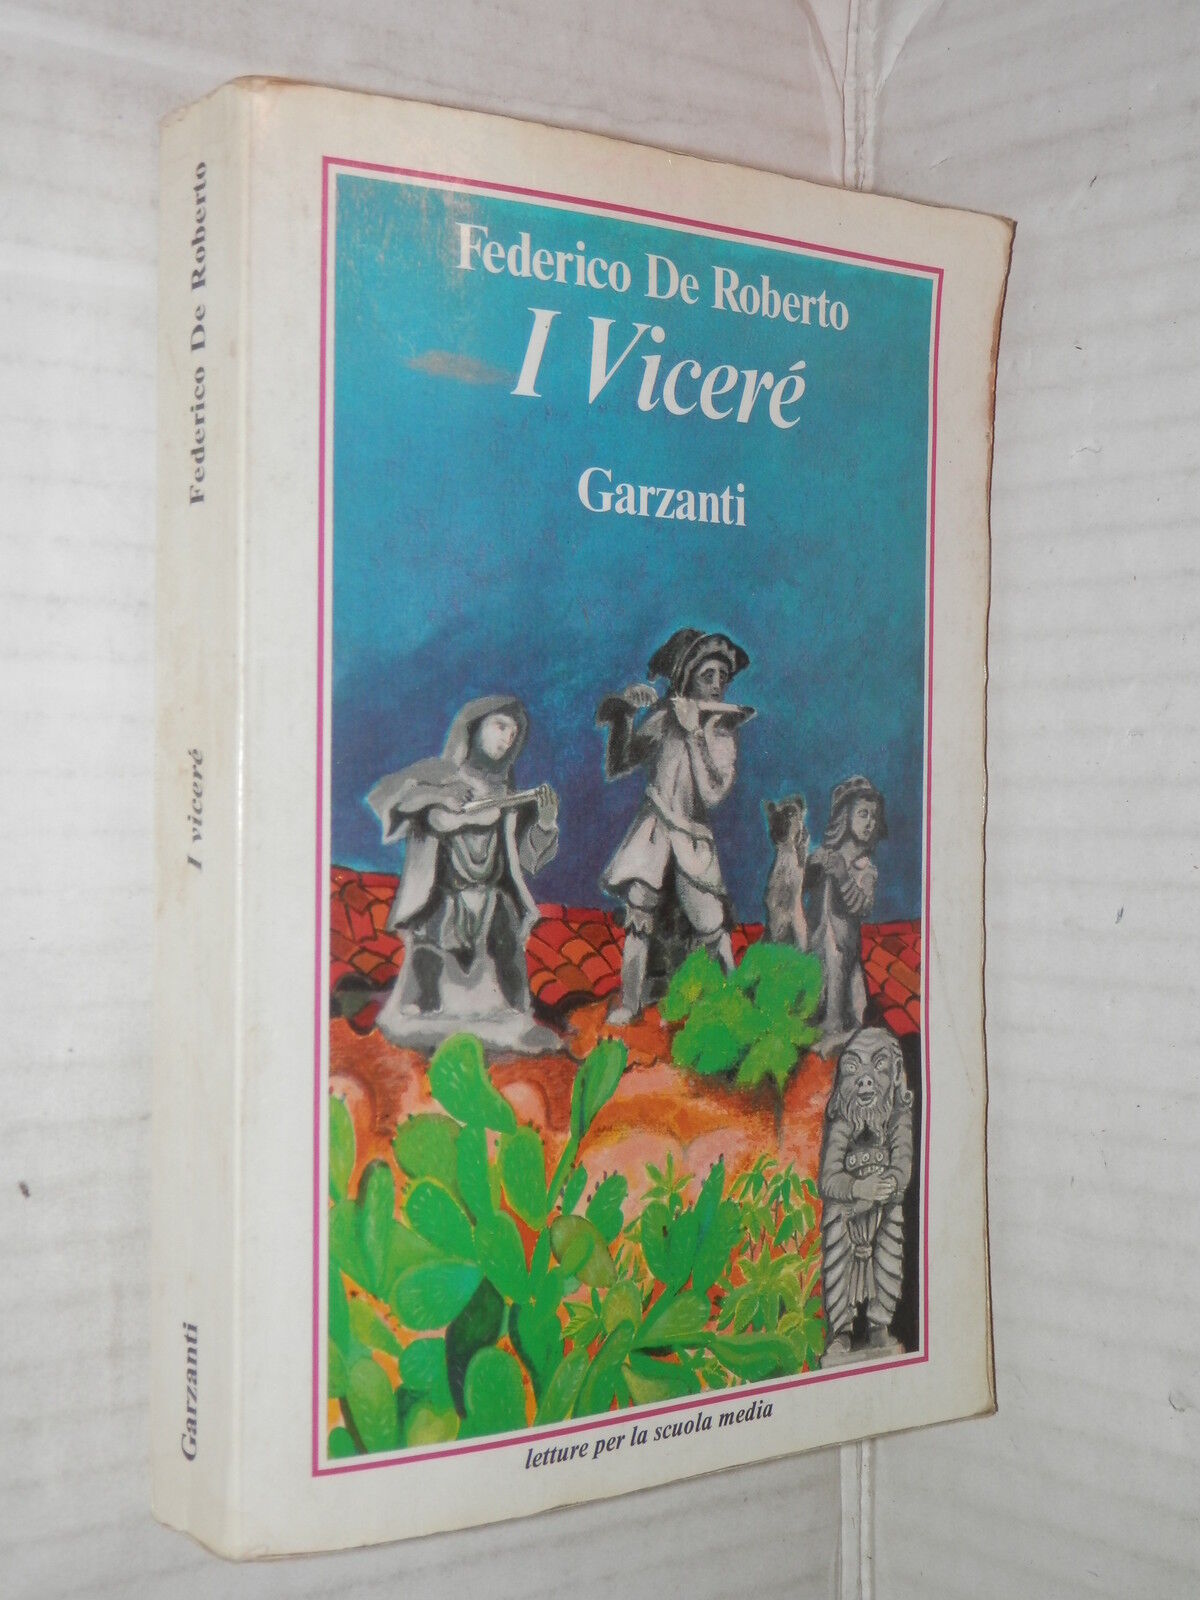 Federico De Roberto
I Viceré
Garzanti
letture per la scuola media
Federico De Roberto
I viceré
Garzanti